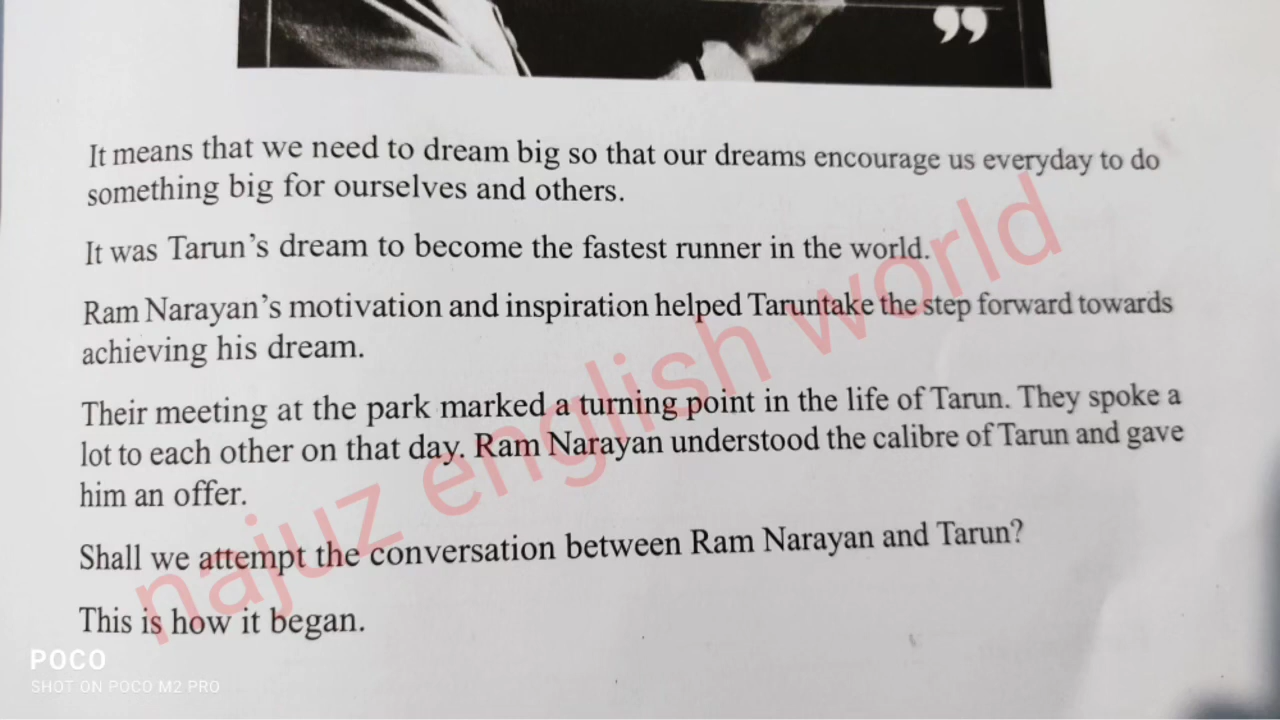 ”
It means that we need to dream big so that our dreams encourage us everyday to do
something big for ourselves and others.
It was Tarun’s dream to become the fastest runner in the world.
Ram Narayan’s motivation and inspiration helped Taruntake the step forward towards
achieving his dream.
Their meeting at the park marked a turning point in the life of Tarun. They spoke a
lot to each other on that day. Ram Narayan understood the calibre of Tarun and gave
him an offer.
Shall we attempt the conversation between Ram Narayan and Tarun?
This is how it began.
najuz english world
POCO
SHOT ON POCO M2 PRO